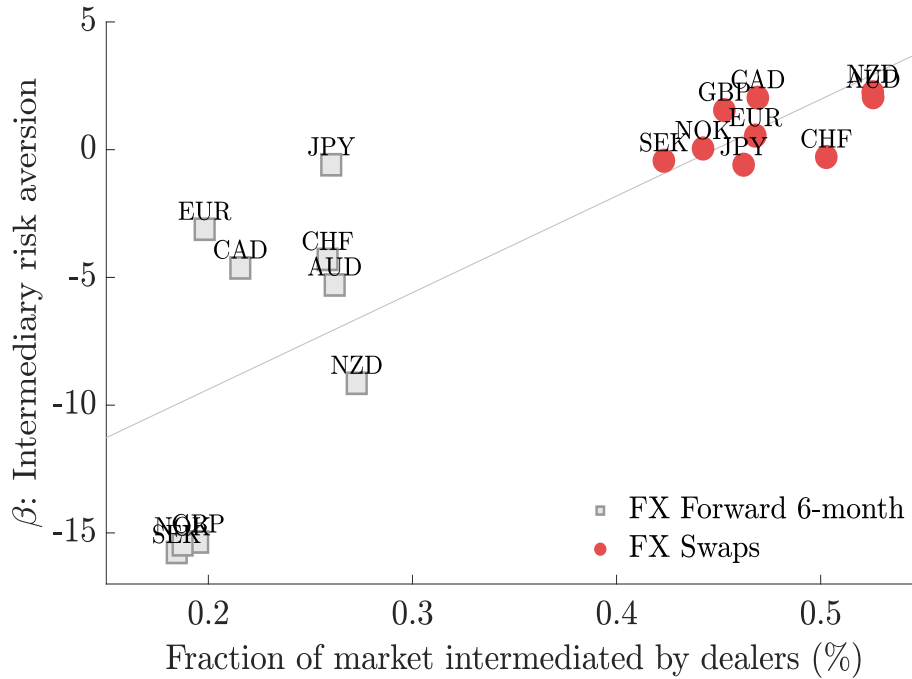 5
NZD
CAD
AUD
GBP
EUR
NOK
SEK
JPY
CHF
0
JPY
EUR
CHF
CAD
AUD
-5
NZD
-10
GBP
NOK
SEK
-15
FX Forward 6-month
FX Swaps
0.2
0.3
0.4
0.5
Fraction of market intermediated by dealers (%)
β: Intermediary risk aversion